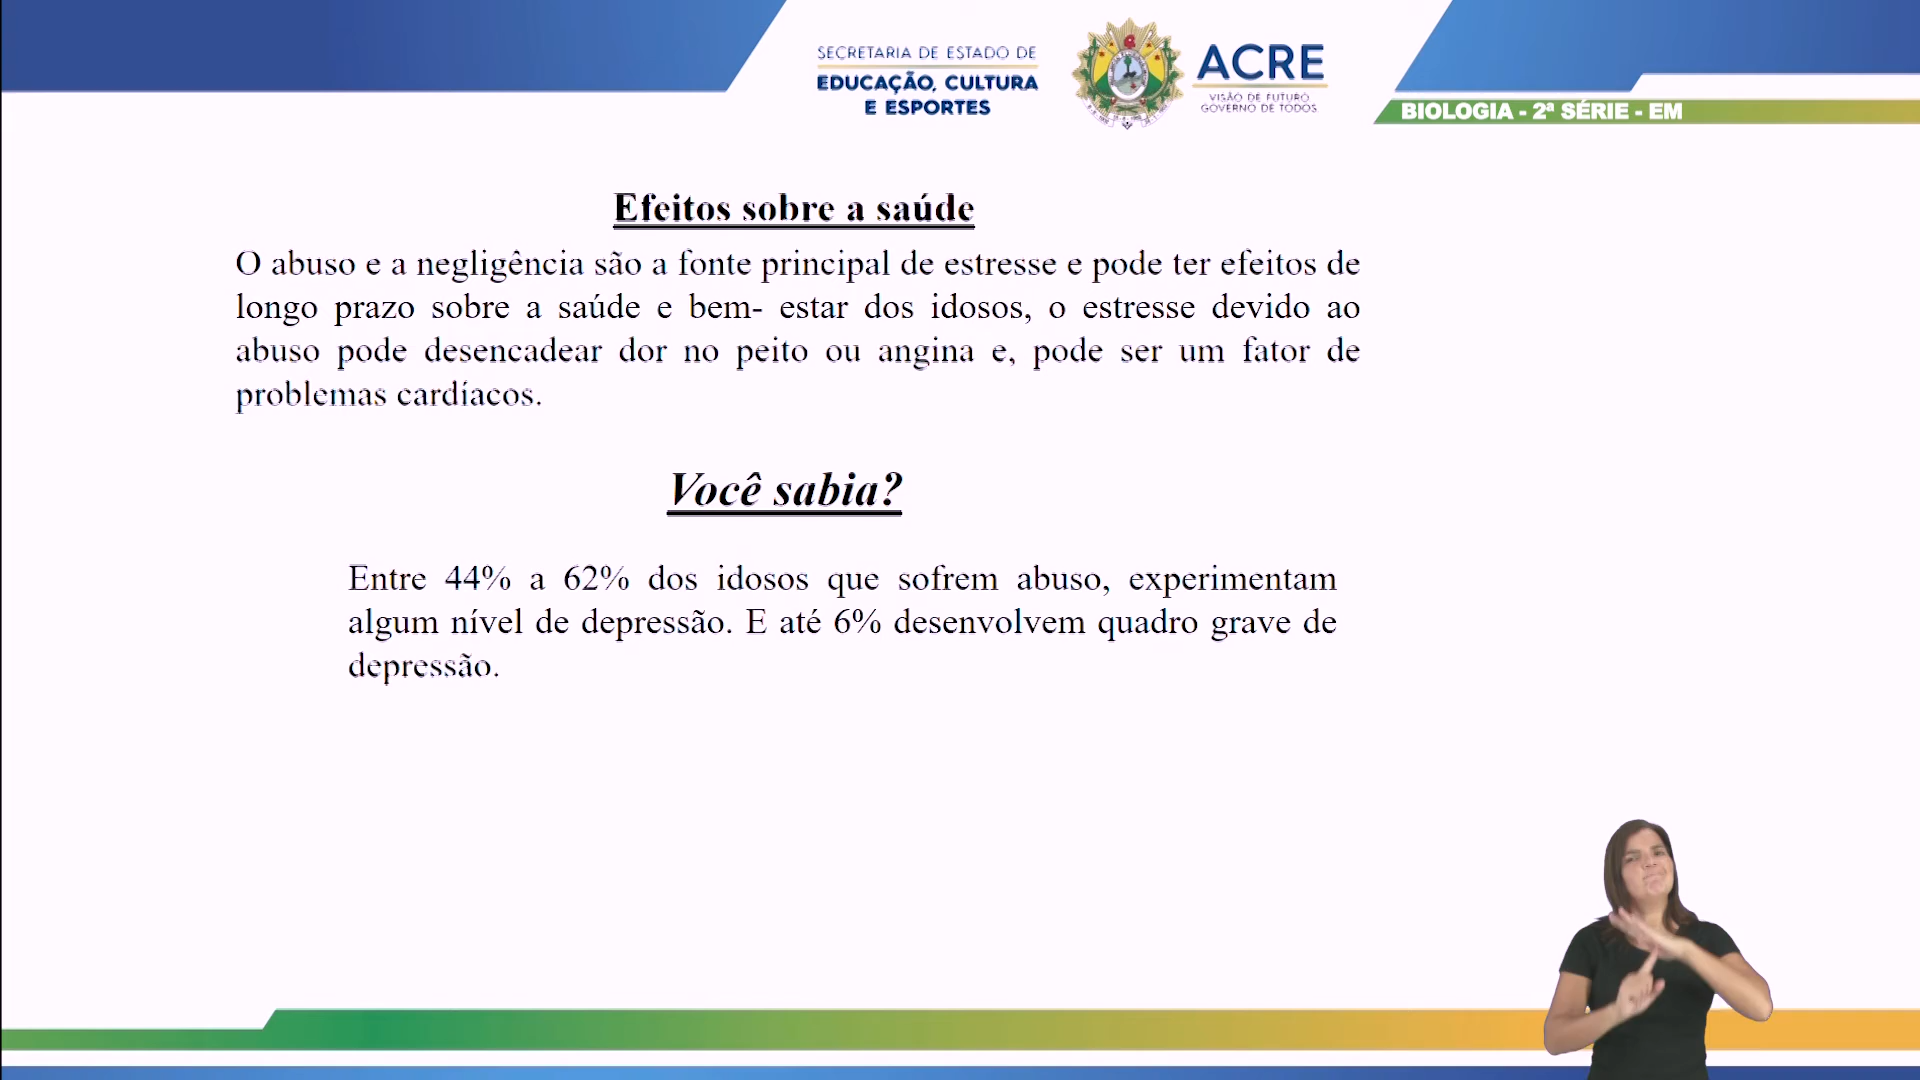 SECRETARIA DE ESTADO DE
EDUCAÇÃO, CULTURA
E ESPORTES
ACRE
VISÃO DE FUTURO
GOVERNO DE TODOS
BIOLOGIA - 2ª SÉRIE - EM
Efeitos sobre a saúde
O abuso e a negligência são a fonte principal de estresse e pode ter efeitos de
longo prazo sobre a saúde e bem- estar dos idosos, o estresse devido ao
abuso pode desencadear dor no peito ou angina e, pode ser um fator de
problemas cardíacos.
Você sabia?
Entre 44% a 62% dos idosos que sofrem abuso, experimentam
algum nível de depressão. E até 6% desenvolvem quadro grave de
depressão.